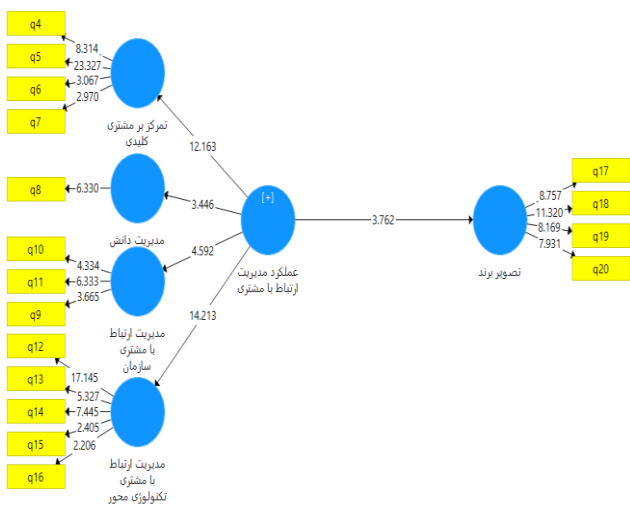 q4
q5
q6
q7
8.314
23.327
3.067
2.970
تمرکز بر مشتری
کلیدی
12.163
q8
6.330
مدیریت دانش
3.446
[+]
عملکرد مدیریت
ارتباط با مشتری
3.762
q17
q18
q19
q20
8.757
11.320
8.169
7.931
تصویر برند
q10
q11
q9
4.334
6.333
3.665
4.592
مدیریت ارتباط
با مشتری
سازمان
14.213
q12
q13
q14
q15
q16
17.145
5.327
7.445
2.405
2.206
مدیریت ارتباط
با مشتری
تکنولوژی محور